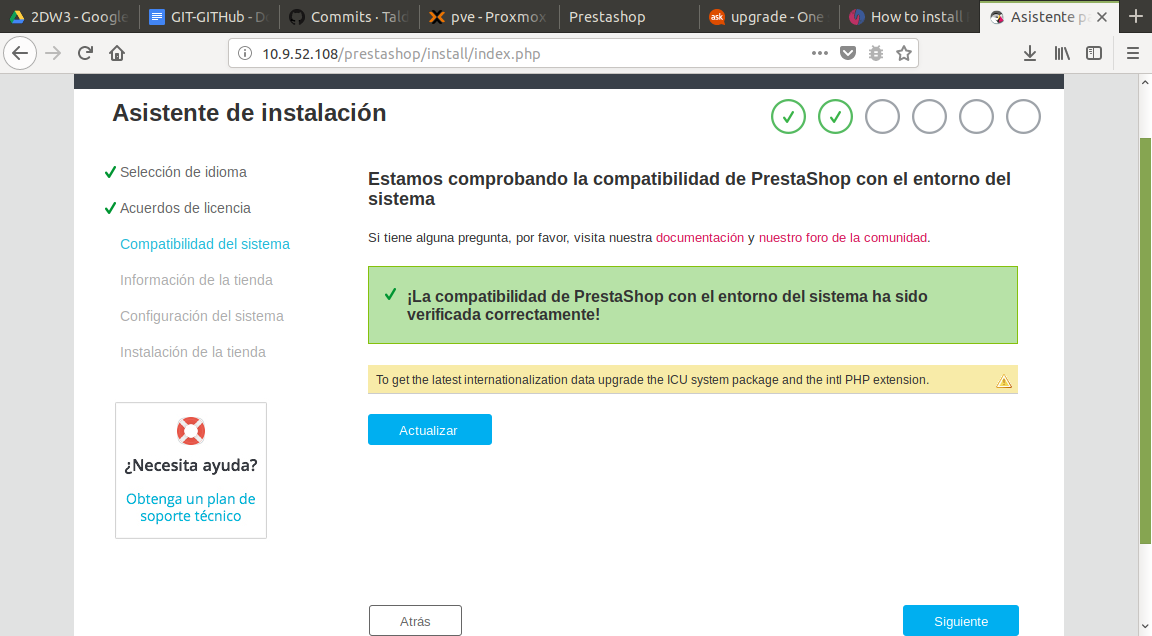 2DW3 - Google
GIT-GITHub - D
Commits · Tald
pve - Proxmox
Prestashop
ask
upgrade - One
How to install
Asistente p
10.9.52.108/prestashop/install/index.php
Asistente de instalación
Selección de idioma
Acuerdos de licencia
Compatibilidad del sistema
Información de la tienda
Configuración del sistema
Instalación de la tienda
¿Necesita ayuda?
Obtenga un plan de
soporte técnico
Estamos comprobando la compatibilidad de PrestaShop con el entorno del
sistema
Si tiene alguna pregunta, por favor, visita nuestra documentación y nuestro foro de la comunidad.
¡La compatibilidad de PrestaShop con el entorno del sistema ha sido
verificada correctamente!
To get the latest internationalization data upgrade the ICU system package and the intl PHP extension.
Actualizar
Atrás
Siguiente